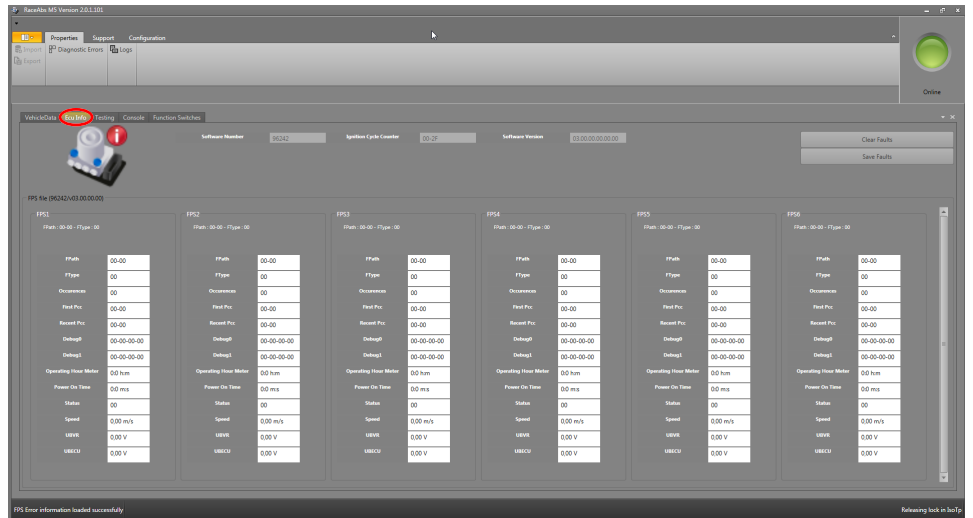 RaceAbs M5 Version 2.0.1.101
Properties Support Configuration
Import Diagnostic Errors Logs
Export
Online
VehicleData Ecu Info Testing Console Function Switches
Software Number 96242 Ignition Cycle Counter 00-2F Software Version 03.00.00.00.00.00
Clear Faults
Save Faults
FPS file (96242/v03.00.00.00)
FPS1 FPS2 FPS3 FPS4 FPS5 FPS6
FPath : 00-00 - FType : 00 FPath : 00-00 - FType : 00 FPath : 00-00 - FType : 00 FPath : 00-00 - FType : 00 FPath : 00-00 - FType : 00 FPath : 00-00 - FType : 00
FPath 00-00 FPath 00-00 FPath 00-00 FPath 00-00 FPath 00-00 FPath 00-00
FType 00 FType 00 FType 00 FType 00 FType 00 FType 00
Occurences 00 Occurences 00 Occurences 00 Occurences 00 Occurences 00 Occurences 00
First Pcc 00-00 First Pcc 00-00 First Pcc 00-00 First Pcc 00-00 First Pcc 00-00 First Pcc 00-00
Recent Pcc 00-00 Recent Pcc 00-00 Recent Pcc 00-00 Recent Pcc 00-00 Recent Pcc 00-00 Recent Pcc 00-00
Debug0 00-00-00-00 Debug0 00-00-00-00 Debug0 00-00-00-00 Debug0 00-00-00-00 Debug0 00-00-00-00 Debug0 00-00-00-00
Debug1 00-00-00-00 Debug1 00-00-00-00 Debug1 00-00-00-00 Debug1 00-00-00-00 Debug1 00-00-00-00 Debug1 00-00-00-00
Operating Hour Meter 0:0 h:m Operating Hour Meter 0:0 h:m Operating Hour Meter 0:0 h:m Operating Hour Meter 0:0 h:m Operating Hour Meter 0:0 h:m Operating Hour Meter 0:0 h:m
Power On Time 0:0 m:s Power On Time 0:0 m:s Power On Time 0:0 m:s Power On Time 0:0 m:s Power On Time 0:0 m:s Power On Time 0:0 m:s
Status 00 Status 00 Status 00 Status 00 Status 00 Status 00
Speed 0,00 m/s Speed 0,00 m/s Speed 0,00 m/s Speed 0,00 m/s Speed 0,00 m/s Speed 0,00 m/s
UBVR 0,00 V UBVR 0,00 V UBVR 0,00 V UBVR 0,00 V UBVR 0,00 V UBVR 0,00 V
UBECU 0,00 V UBECU 0,00 V UBECU 0,00 V UBECU 0,00 V UBECU 0,00 V UBECU 0,00 V
FPS Error information loaded successfully Releasing lock in IsoTp